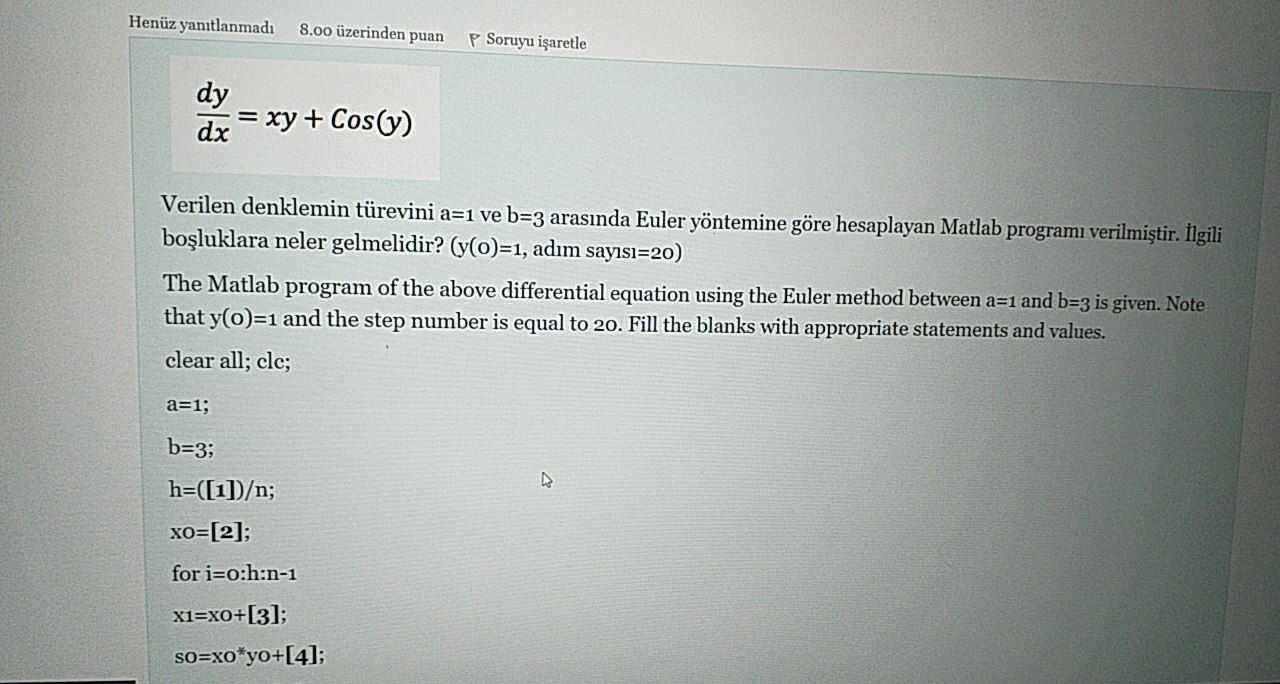 Henüz yanıtlanmadı 8.00 üzerinden puan Soruyu işaretle
dy
dx = xy + Cos(y)
Verilen denklemin türevini a=1 ve b=3 arasında Euler yöntemine göre hesaplayan Matlab programı verilmiştir. İlgili
boşluklara neler gelmelidir? (y(0)=1, adım sayısı=20)
The Matlab program of the above differential equation using the Euler method between a=1 and b=3 is given. Note
that y(0)=1 and the step number is equal to 20. Fill the blanks with appropriate statements and values.
clear all; clc;
a=1;
b=3;
h=([1])/n;
x0=[2];
for i=0:h:n-1
x1=x0+[3];
s0=x0*y0+[4];